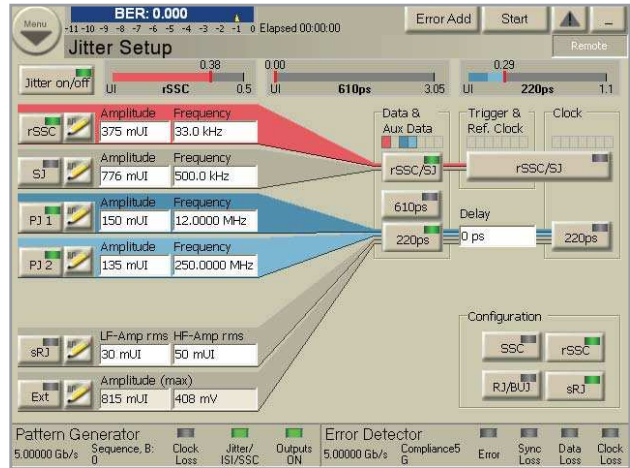 Menu
BER: 0.000
-11 -10 -9 -8 -7 -6 -5 -4 -3 -2 -1 0 Elapsed 00:00:00
Error Add
Start
Jitter Setup
Remote
Jitter on/off
0.38
UI rSSC 0.5
0.00
UI 610ps 3.05
0.29
UI 220ps 1.1
Amplitude Frequency
rSSC 375 mUI 33.0 kHz
Amplitude Frequency
SJ 776 mUI 500.0 kHz
Amplitude Frequency
PJ 1 150 mUI 12.0000 MHz
Amplitude Frequency
PJ 2 135 mUI 250.0000 MHz
LF-Amp rms HF-Amp rms
sRJ 30 mUI 50 mUI
Amplitude (max)
Ext 815 mUI 408 mV
Data &
Aux Data
Trigger &
Ref. Clock
Clock
rSSC/SJ
rSSC/SJ
610ps
220ps
Delay
0 ps
220ps
Configuration
SSC
rSSC
RJ/BUJ
sRJ
Pattern Generator
5.00000 Gb/s
Sequence, B:
0
Clock
Loss
Jitter/
ISI/SSC
Outputs
ON
Error Detector
5.00000 Gb/s
Compliance5
G
Error
Sync
Loss
Data
Loss
Clock
Loss